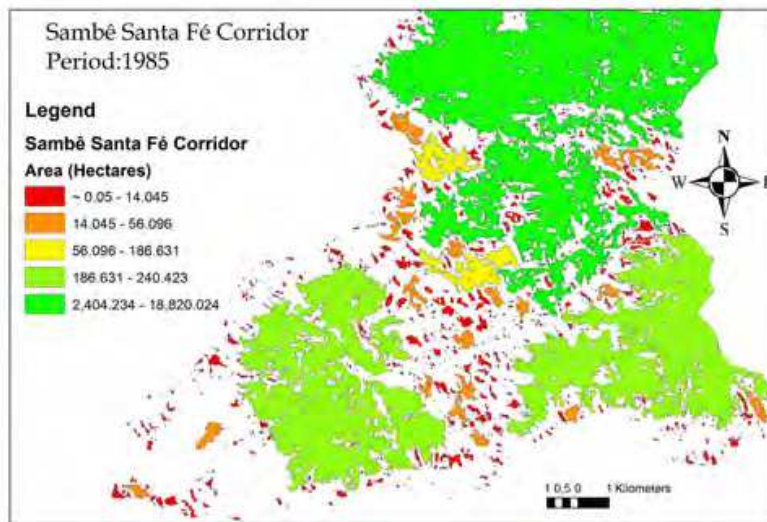 Sambê Santa Fé Corridor
Period:1985
Legend
Sambê Santa Fé Corridor
Area (Hectares)
~ 0.05 - 14.045
14.045 - 56.096
56.096 - 186.631
186.631 - 240.423
2,404.234 - 18,820.024
N
W E
S
1 0,5 0 1 Kilometers